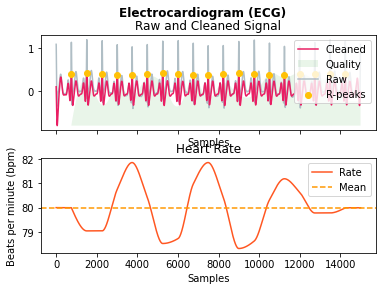 Electrocardiogram (ECG)
Raw and Cleaned Signal
1
0
Cleaned
Quality
Raw
R-peaks
Samples
Heart Rate
82
81
80
79
Beats per minute (bpm)
Rate
Mean
0 2000 4000 6000 8000 10000 12000 14000
Samples